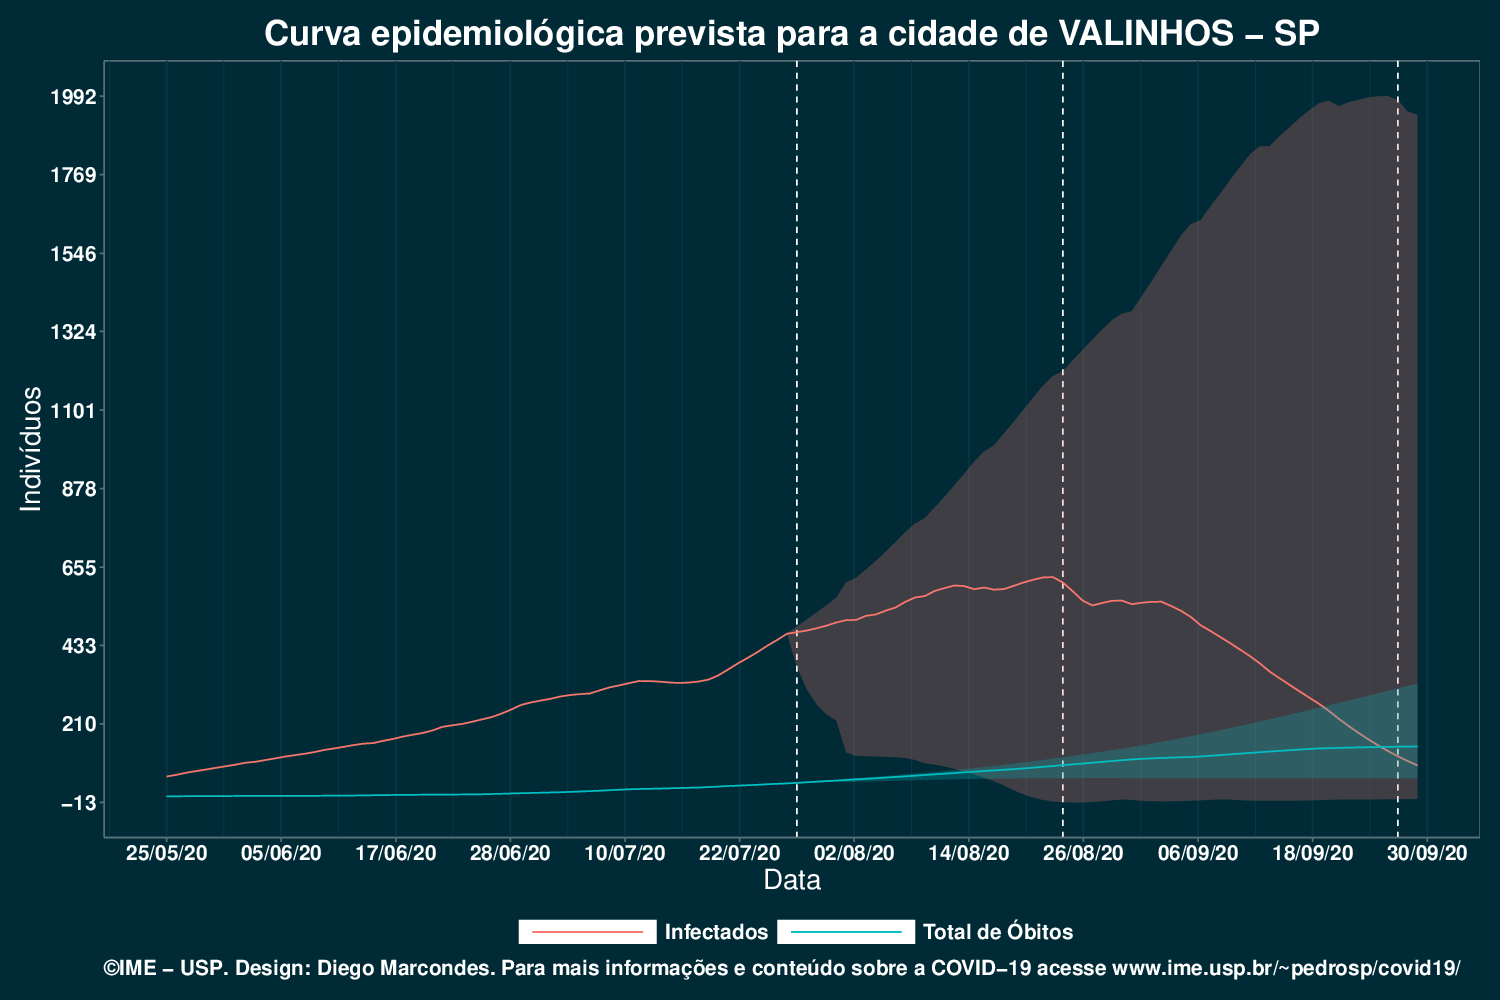 Curva epidemiológica prevista para a cidade de VALINHOS – SP
1992
1769
1546
1324
1101
878
655
433
210
−13
Indivíduos
25/05/20 05/06/20 17/06/20 28/06/20 10/07/20 22/07/20 02/08/20 14/08/20 26/08/20 06/09/20 18/09/20 30/09/20
Data
Infectados Total de Óbitos
©IME – USP. Design: Diego Marcondes. Para mais informações e conteúdo sobre a COVID−19 acesse www.ime.usp.br/~pedrosp/covid19/